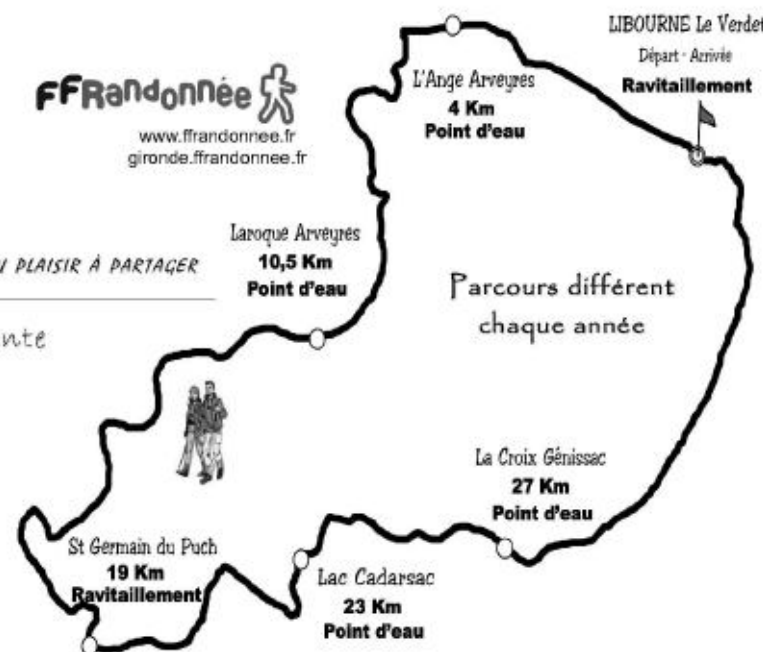 FFRandonnée
www.ffrandonnee.fr
gironde.ffrandonnee.fr
PLAISIR À PARTAGER
LIBOURNE Le Verdet
Départ - Arrivée
Ravitaillement
L'Ange Arveyres
4 Km
Point d'eau
Laroque Arveyres
10,5 Km
Point d'eau
Parcours différent
chaque année
La Croix Génissac
27 Km
Point d'eau
St Germain du Puch
19 Km
Ravitaillement
Lac Cadarsac
23 Km
Point d'eau